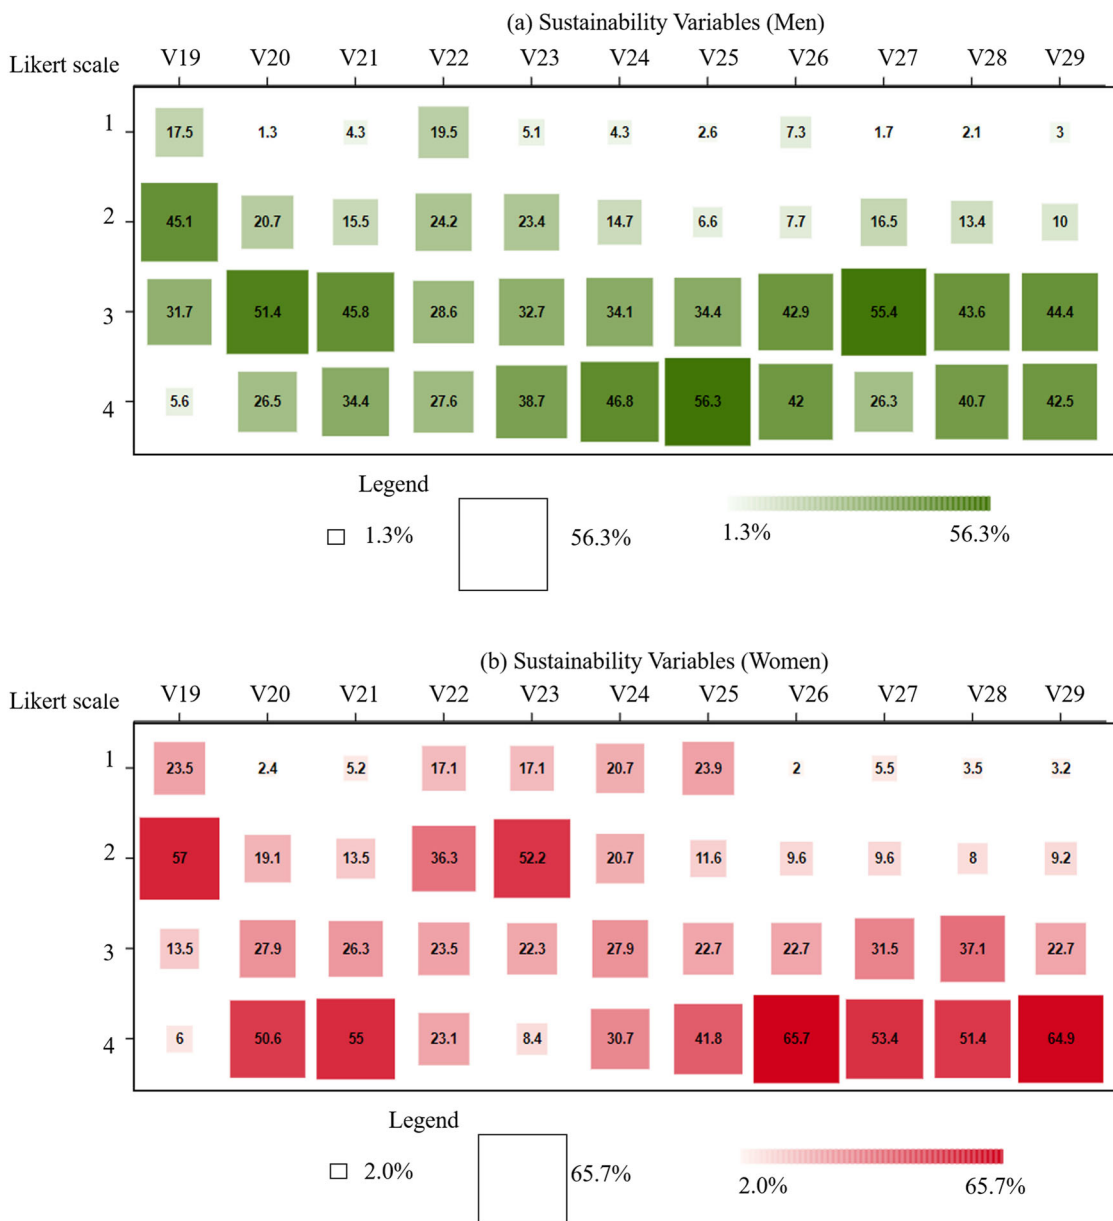 (a) Sustainability Variables (Men)
Likert scale V19 V20 V21 V22 V23 V24 V25 V26 V27 V28 V29
1 17.5 1.3 4.3 19.5 5.1 4.3 2.6 7.3 1.7 2.1 3
2 45.1 20.7 15.5 24.2 23.4 14.7 6.6 7.7 16.5 13.4 10
3 31.7 51.4 45.8 28.6 32.7 34.1 34.4 42.9 55.4 43.6 44.4
4 5.6 26.5 34.4 27.6 38.7 46.8 56.3 42 26.3 40.7 42.5
Legend
1.3% 56.3% 1.3% 56.3%
(b) Sustainability Variables (Women)
Likert scale V19 V20 V21 V22 V23 V24 V25 V26 V27 V28 V29
1 23.5 2.4 5.2 17.1 17.1 20.7 23.9 2 5.5 3.5 3.2
2 57 19.1 13.5 36.3 52.2 20.7 11.6 9.6 9.6 8 9.2
3 13.5 27.9 26.3 23.5 22.3 27.9 22.7 22.7 31.5 37.1 22.7
4 6 50.6 55 23.1 8.4 30.7 41.8 65.7 53.4 51.4 64.9
Legend
2.0% 65.7% 2.0% 65.7%